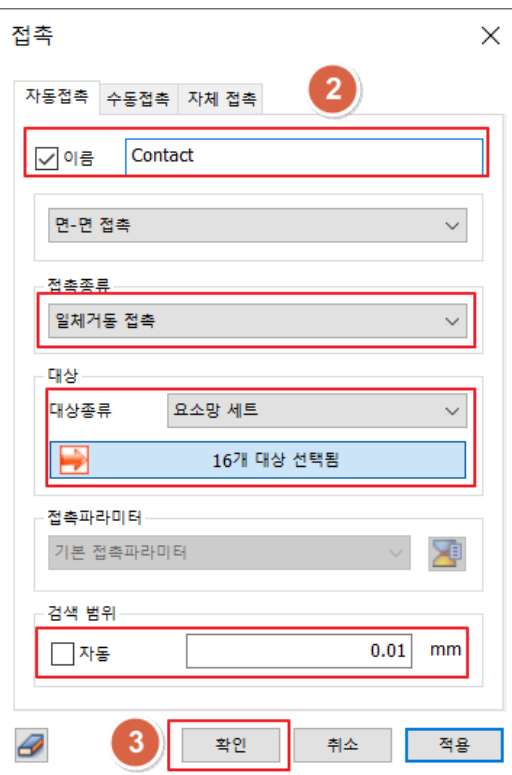 접촉
자동접촉 수동접촉 자체 접촉
2
이름 Contact
면-면 접촉
접촉종류
일체거동 접촉
대상
대상종류 요소망 세트
16개 대상 선택됨
접촉파라미터
기본 접촉파라미터
검색 범위
자동 0.01 mm
3 확인 취소 적용